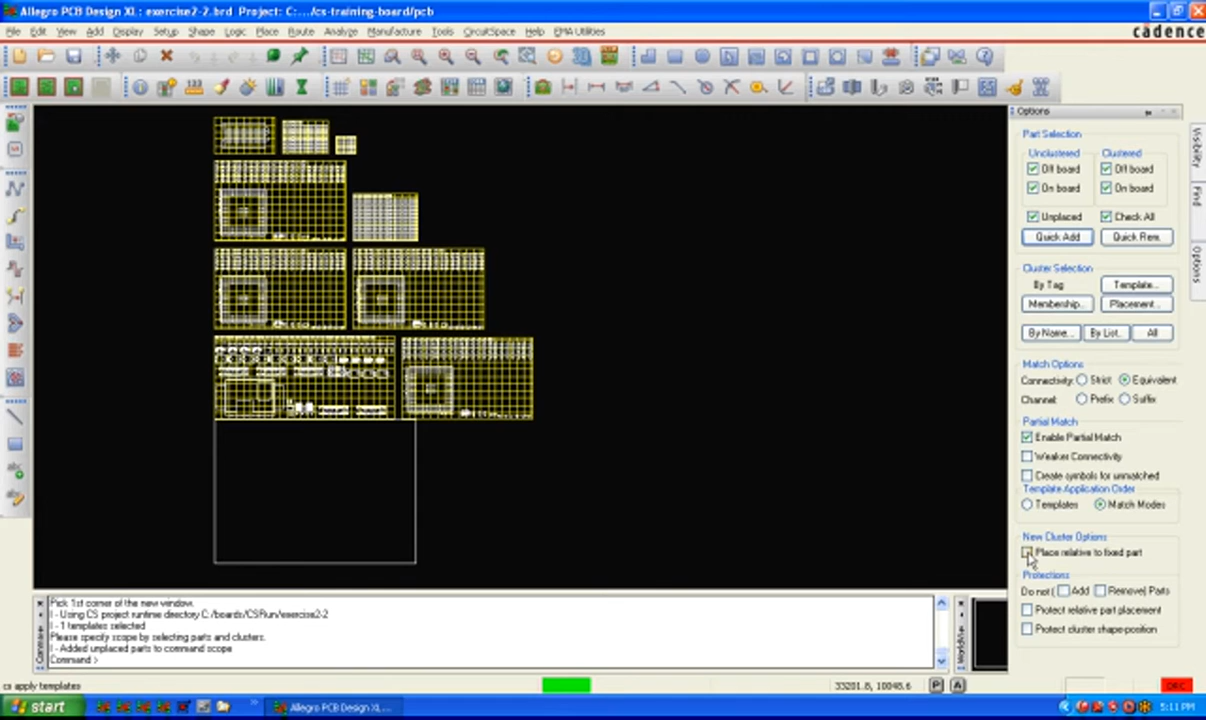 Allegro PCB Design XL: exercise2-2.brd Project: C:.../cs-training-board/pcb
File Edit View Add Display Setup Shape Logic Place Route Analyze Manufacture Tools CircuitSpace Help EMA Utilities
cādence
Options
Part Selection
Unclustered Clustered
Off board Off board
On board On board
Unplaced Check All
Quick Add Quick Rem.
Cluster Selection
By Tag Template...
Membership... Placement...
By Name... By List... All
Match Options
Connectivity: Strict Equivalent
Channel: Prefix Suffix
Partial Match
Enable Partial Match
Weaker Connectivity
Create symbols for unmatched
Template Application Order
Templates Match Modes
New Cluster Options
Place relative to fixed part
Protections
Do not ( Add Remove) Parts
Protect relative part placement
Protect cluster shape-position
Visibility
Find
Options
Pick 1st corner of the new window.
I - Using CS project runtime directory C:/boards/CSRun/exercise2-2
I - 1 templates selected
Please specify scope by selecting parts and clusters.
I - Added unplaced parts to command scope
Command >
Command
WorldView
cs apply templates
33201.8, 10048.6
P A
DRC
start
Allegro PCB Design XL...
5:11 PM